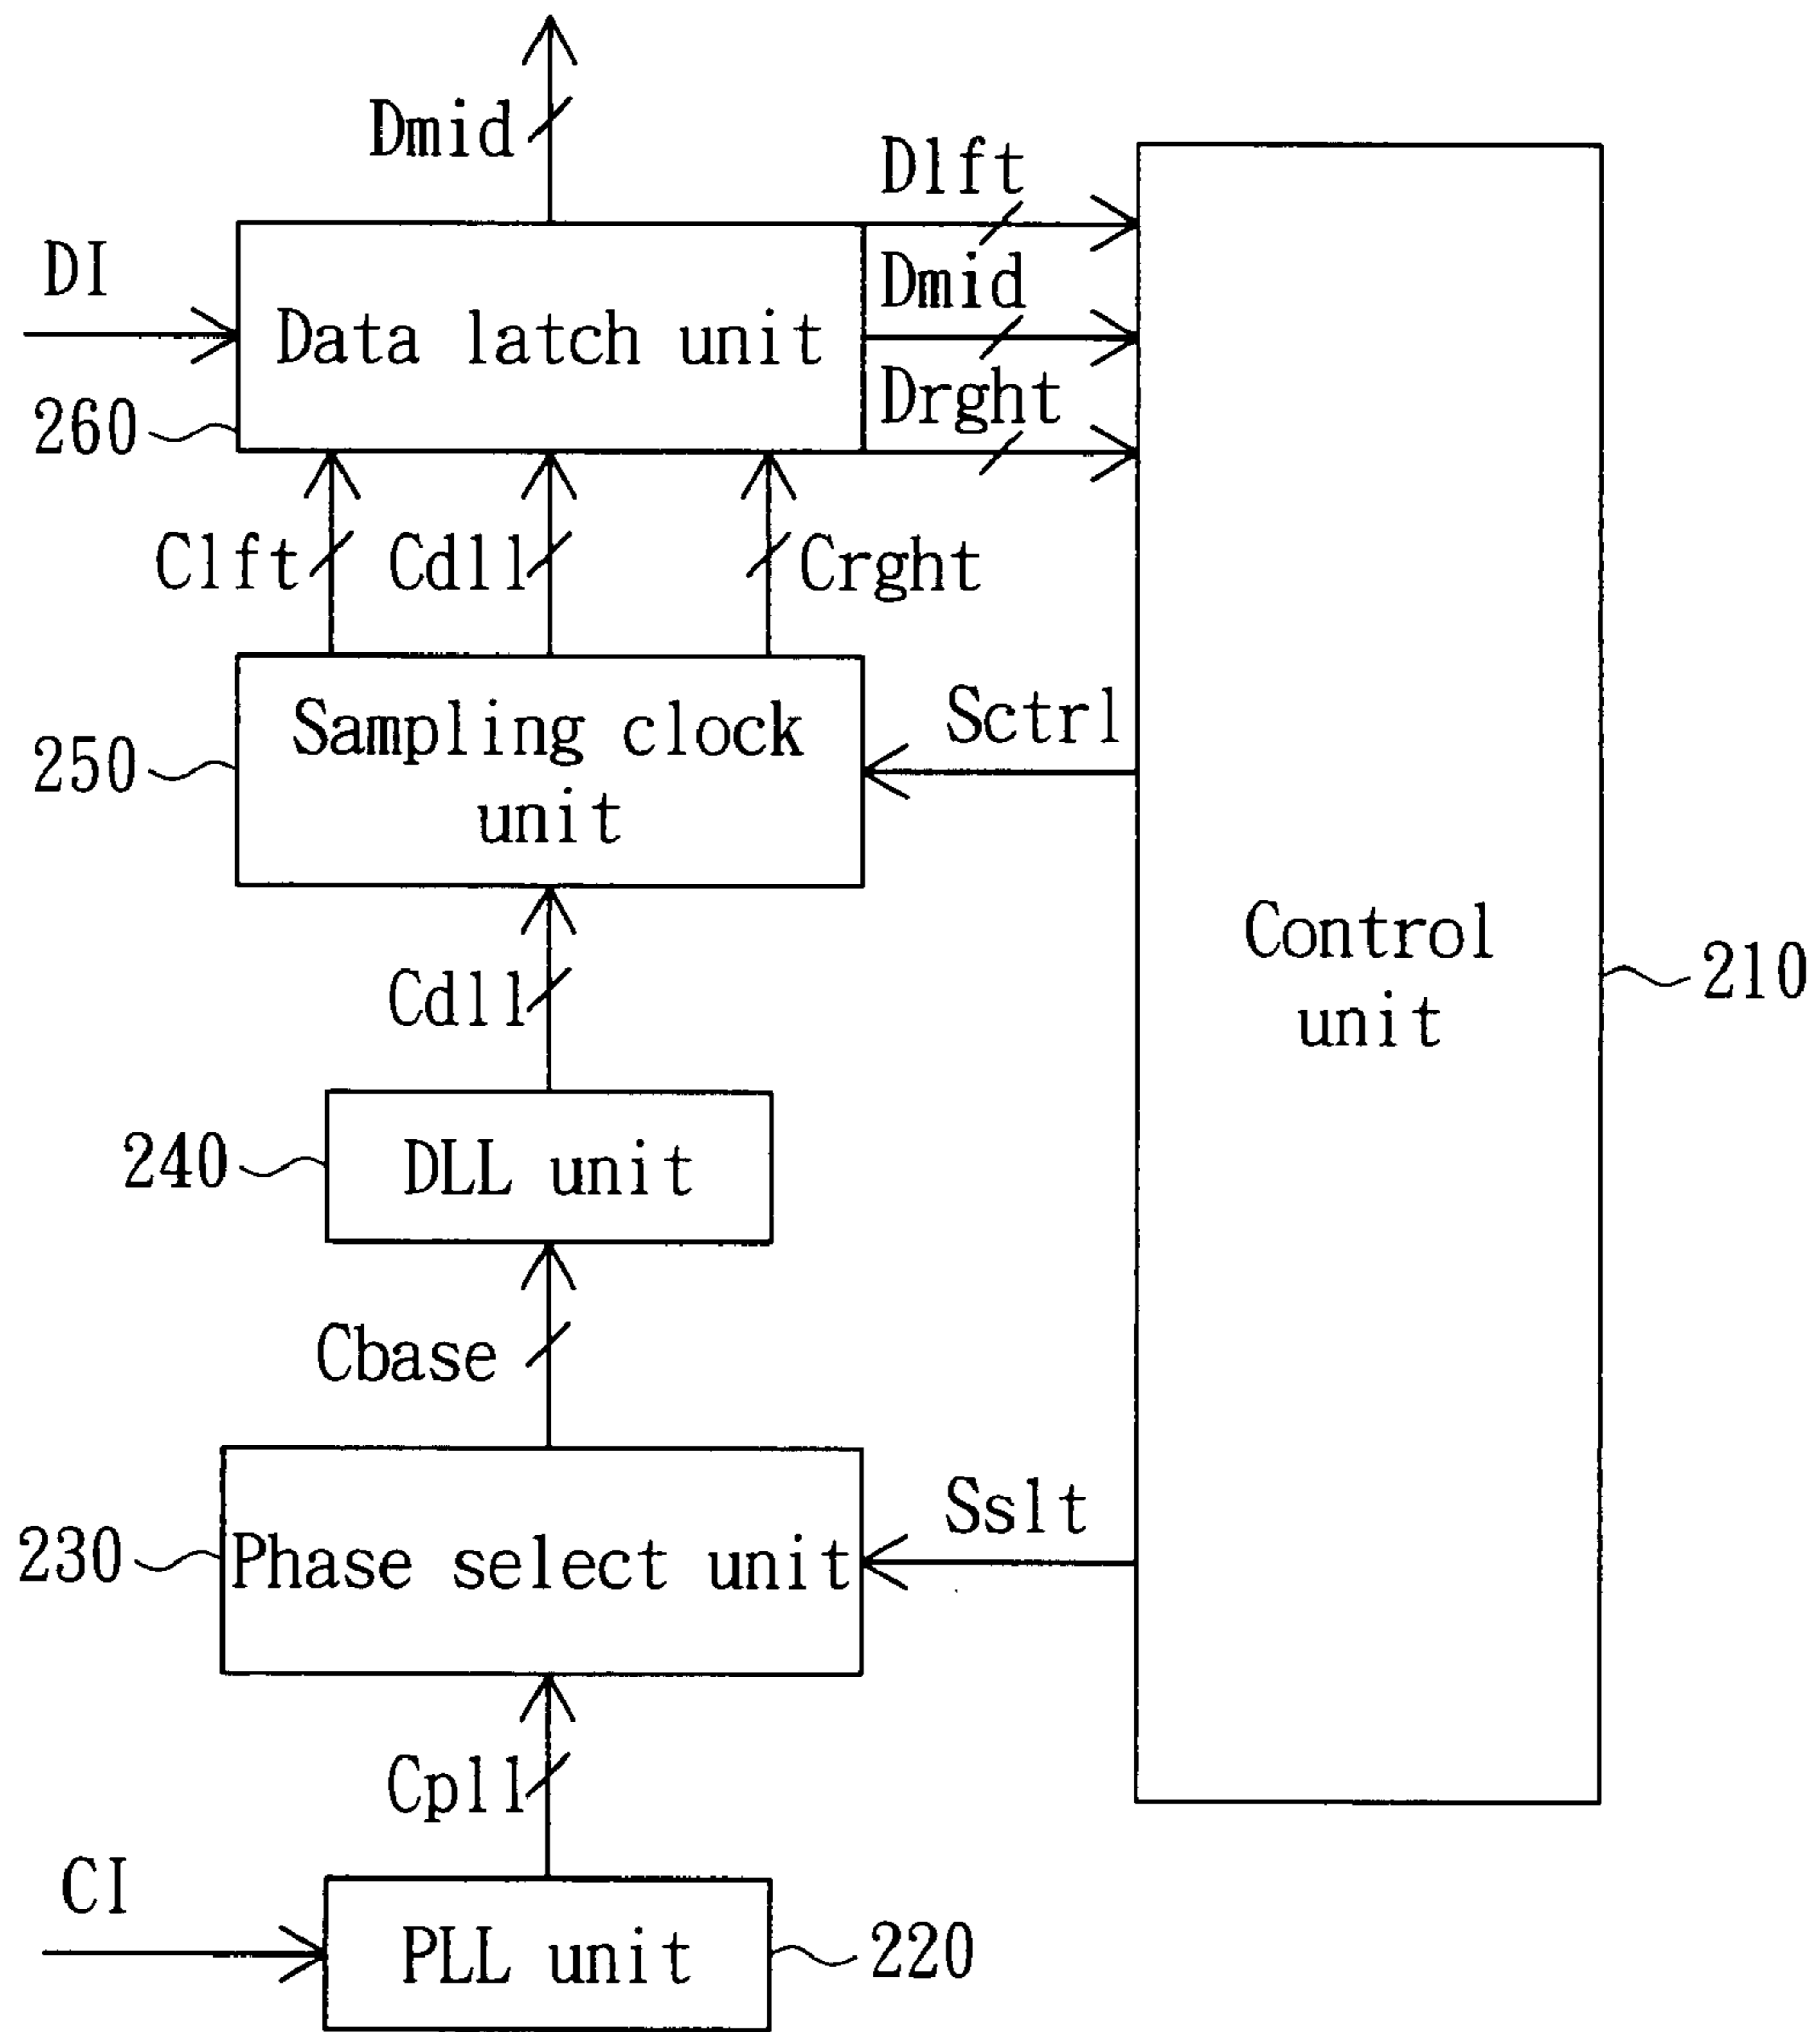 Dmid
Dlft
DI
Dmid
Data latch unit
Drght
260
Clft
Cdll
Crght
Sampling clock
unit
Sctrl
250
Control
unit
210
Cdll
240
DLL unit
Cbase
Sslt
230
Phase select unit
Cpll
CI
PLL unit
220